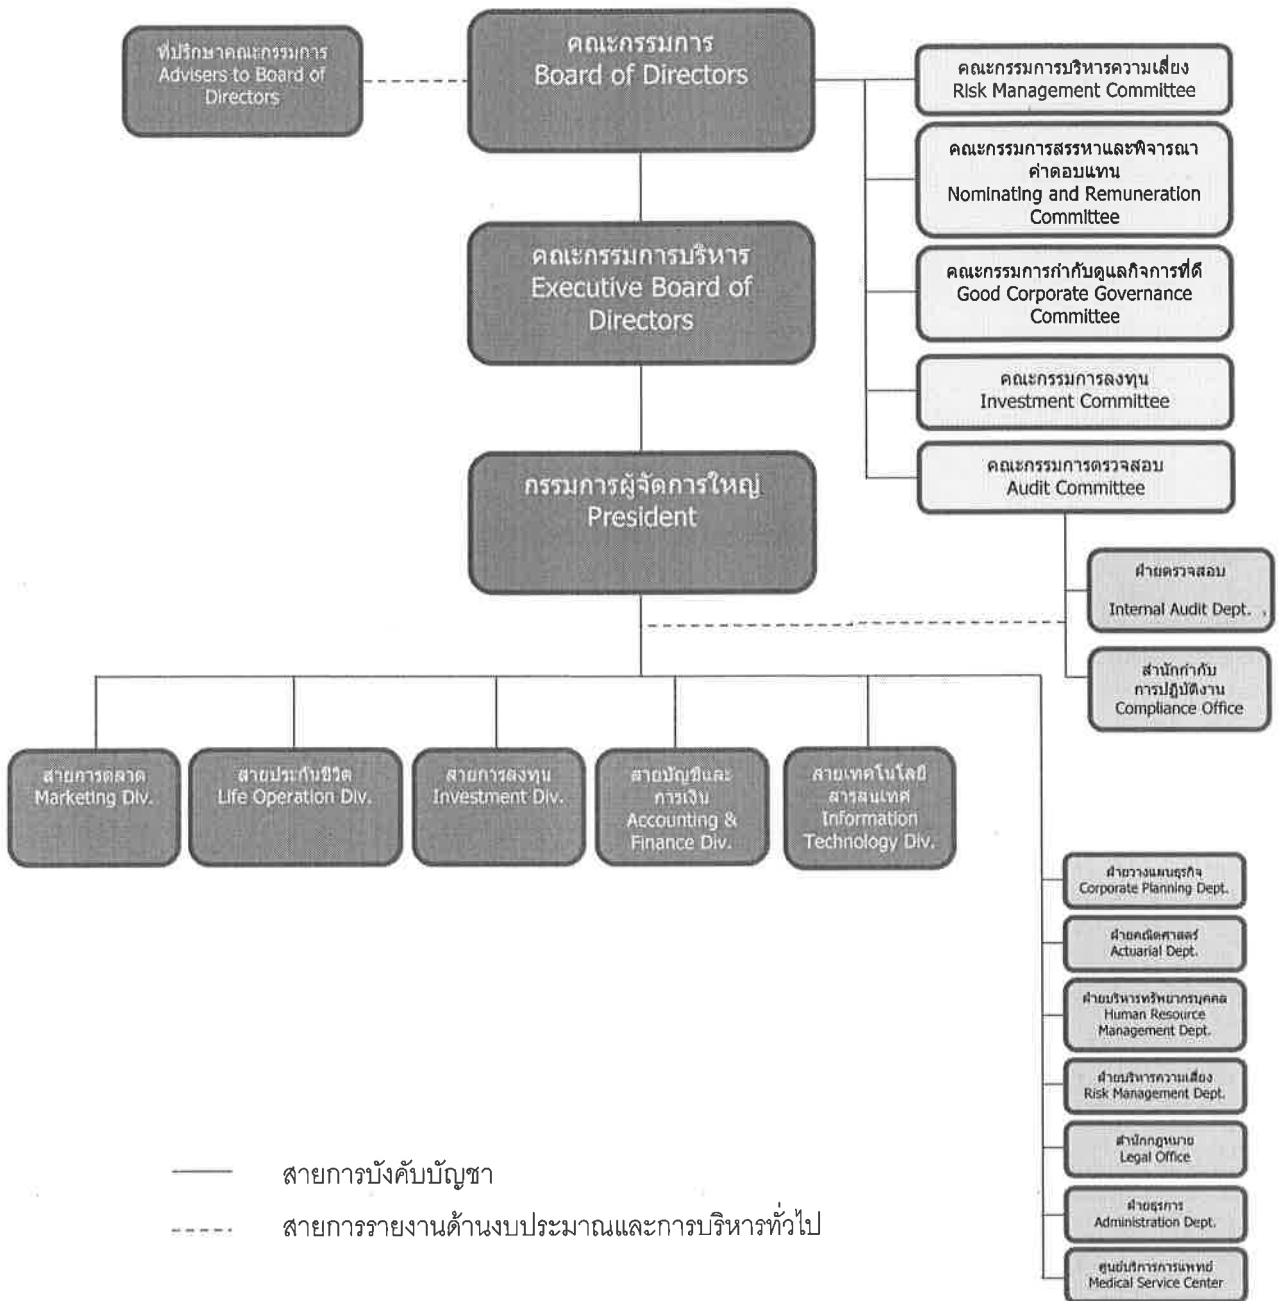 ที่ปรึกษาคณะกรรมการ
Advisers to Board of
Directors
คณะกรรมการ
Board of Directors
คณะกรรมการบริหารความเสี่ยง
Risk Management Committee
คณะกรรมการสรรหาและพิจารณา
ค่าตอบแทน
Nominating and Remuneration
Committee
คณะกรรมการบริหาร
Executive Board of
Directors
คณะกรรมการกำกับดูแลกิจการที่ดี
Good Corporate Governance
Committee
คณะกรรมการลงทุน
Investment Committee
คณะกรรมการตรวจสอบ
Audit Committee
กรรมการผู้จัดการใหญ่
President
ฝ่ายตรวจสอบ
Internal Audit Dept.
สำนักกำกับ
การปฏิบัติงาน
Compliance Office
สายการตลาด
Marketing Div.
สายประกันชีวิต
Life Operation Div.
สายการลงทุน
Investment Div.
สายบัญชีและ
การเงิน
Accounting &
Finance Div.
สายเทคโนโลยี
สารสนเทศ
Information
Technology Div.
ฝ่ายวางแผนธุรกิจ
Corporate Planning Dept.
ฝ่ายคณิตศาสตร์
Actuarial Dept.
ฝ่ายบริหารทรัพยากรบุคคล
Human Resource
Management Dept.
ฝ่ายบริหารความเสี่ยง
Risk Management Dept.
สำนักกฎหมาย
Legal Office
ฝ่ายธุรการ
Administration Dept.
ศูนย์บริการการแพทย์
Medical Service Center
สายการบังคับบัญชา
สายการรายงานด้านงบประมาณและการบริหารทั่วไป